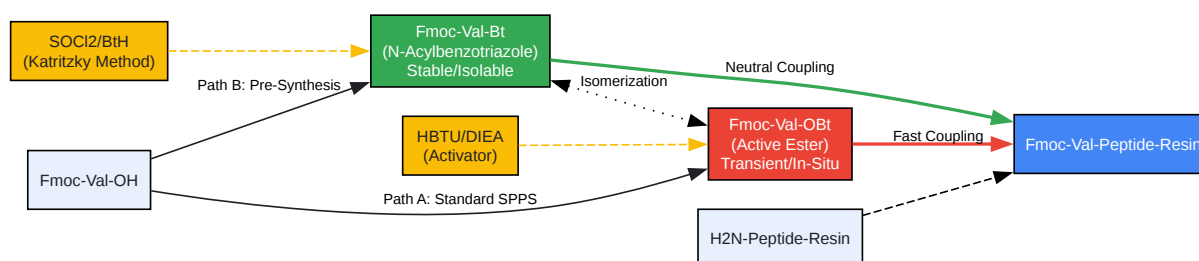 SOCl2/BtH
(Katritzky Method)
Fmoc-Val-Bt
(N-Acylbenzotriazole)
Stable/Isolable
Neutral Coupling
Path B: Pre-Synthesis
Isomerization
HBTU/DIEA
(Activator)
Fmoc-Val-OBt
(Active Ester)
Transient/In-Situ
Fast Coupling
Fmoc-Val-Peptide-Resin
Fmoc-Val-OH
Path A: Standard SPPS
H2N-Peptide-Resin